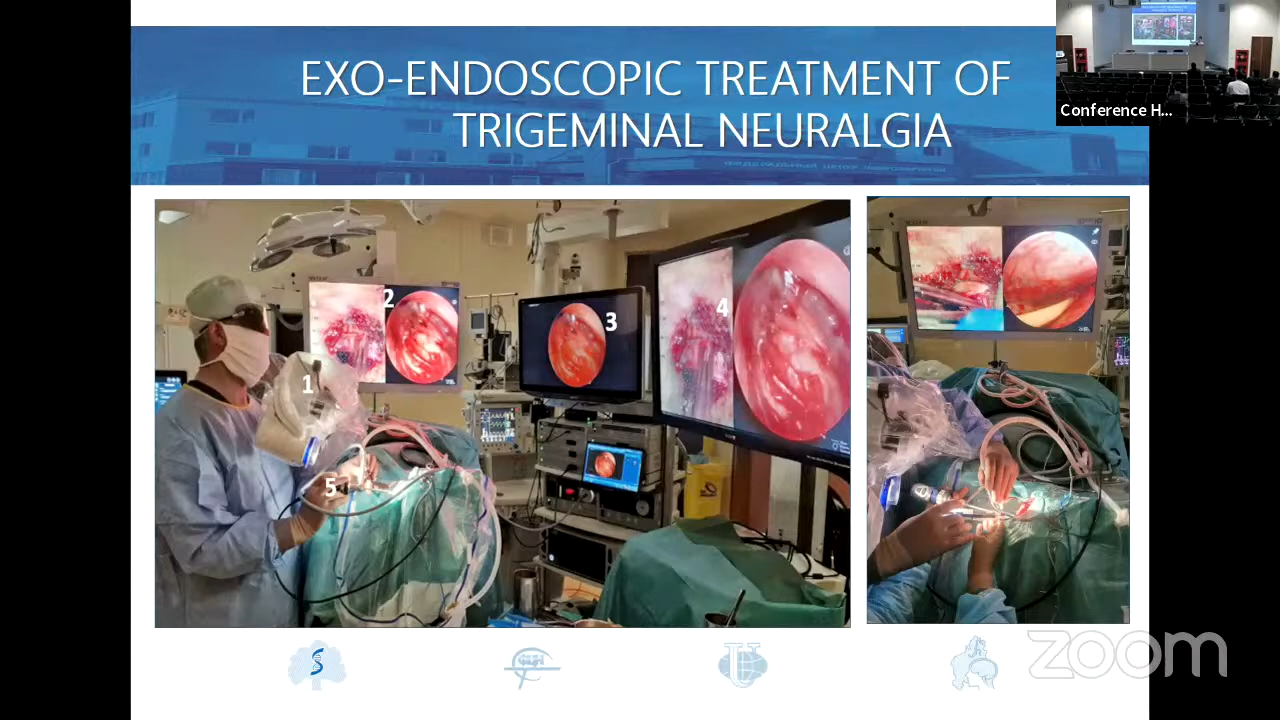 EXO-ENDOSCOPIC TREATMENT OF
TRIGEMINAL NEURALGIA
Conference H...
1
2
3
4
5
zoom